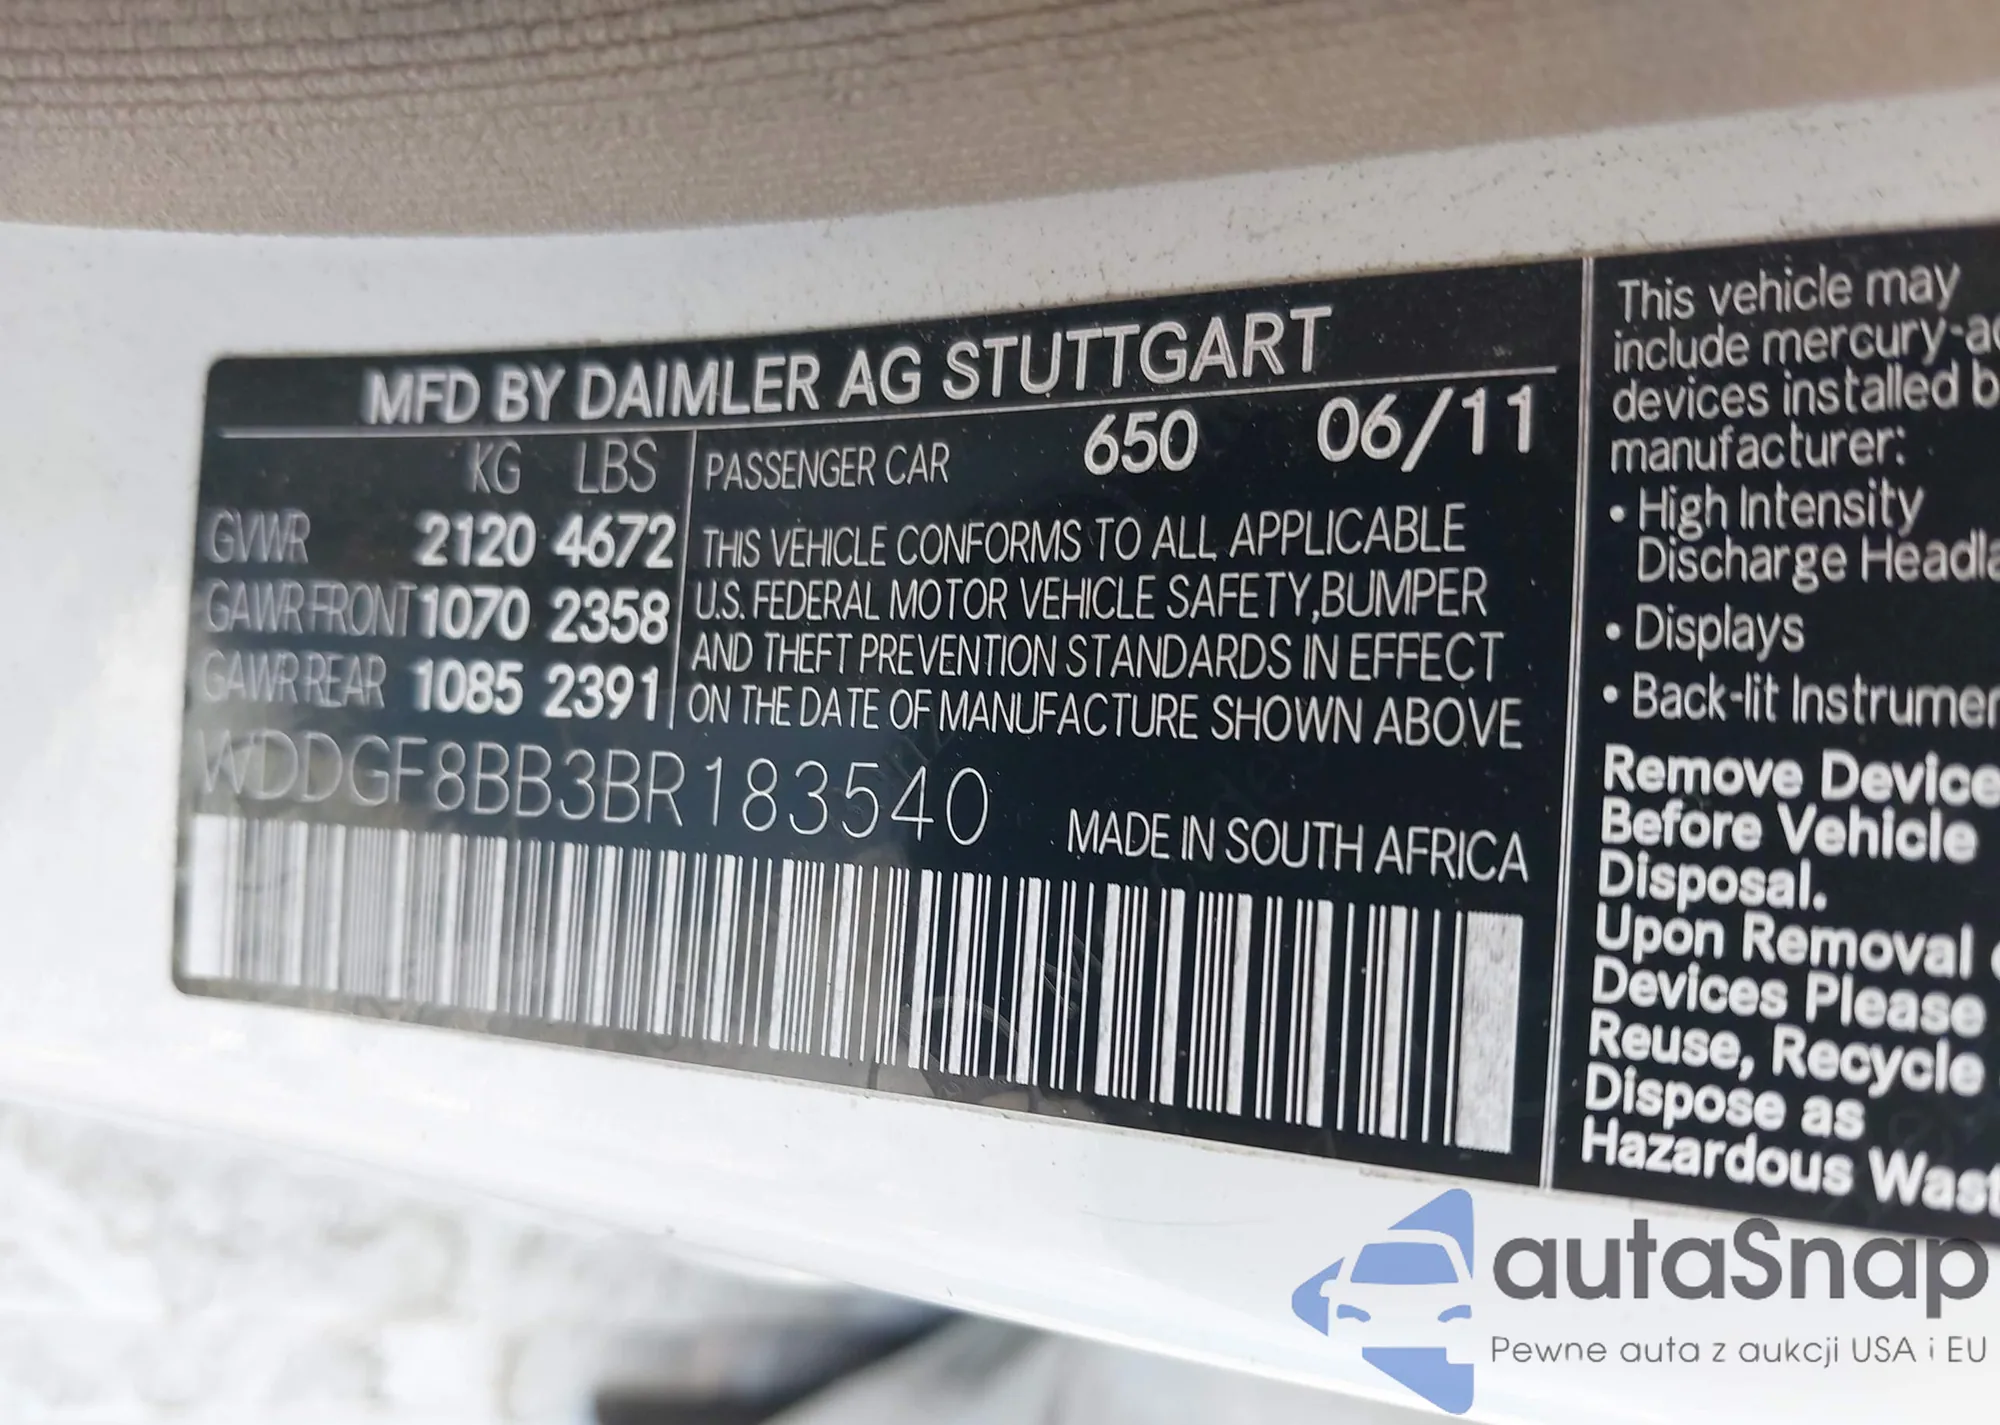 MFD BY DAIMLER AG STUTTGART
KG LBS
GVWR 2120 4672
GAWR FRONT 1070 2358
GAWR REAR 1085 2391
PASSENGER CAR 650 06/11
THIS VEHICLE CONFORMS TO ALL APPLICABLE
U.S. FEDERAL MOTOR VEHICLE SAFETY,BUMPER
AND THEFT PREVENTION STANDARDS IN EFFECT
ON THE DATE OF MANUFACTURE SHOWN ABOVE
WDDGF8BB3BR183540
MADE IN SOUTH AFRICA
This vehicle may
include mercury-
devices installed
manufacturer:
• High Intensity
Discharge
• Displays
• Back-lit
Remove Device
Before Vehicle
Disposal.
Upon Removal
Devices Please
Reuse, Recycle
Dispose as
Hazardous
autaSnap
Pewne auta z aukcji USA i EU